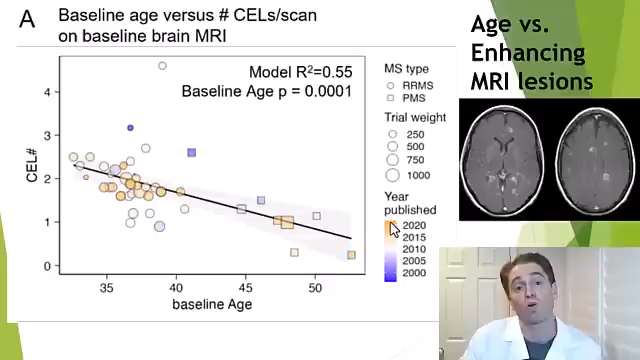 A
Baseline age versus # CELs/scan
on baseline brain MRI
Model R²=0.55
Baseline Age p = 0.0001
CEL#
4
3
2
1
0
35
40
45
50
baseline Age
MS type
RRMS
PMS
Trial weight
250
500
750
1000
Year
published
2020
2015
2010
2005
2000
Age vs.
Enhancing
MRI lesions